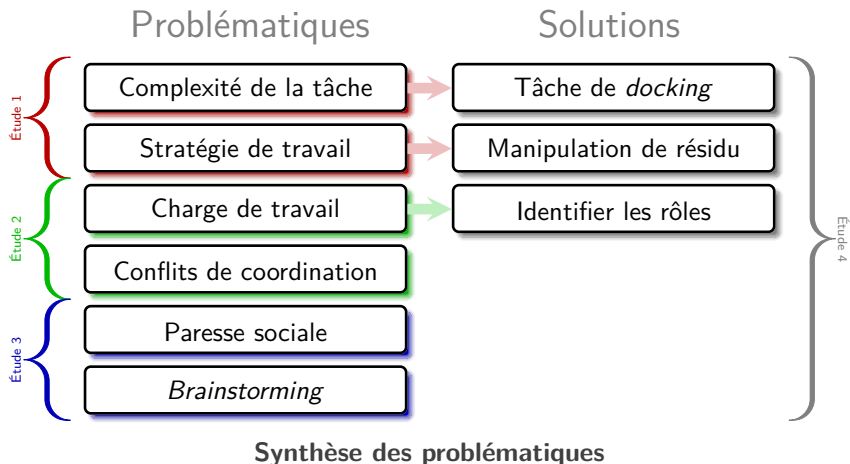 Problématiques Solutions
Étude 1
Complexité de la tâche Tâche de docking
Stratégie de travail Manipulation de résidu
Étude 2
Charge de travail Identifier les rôles
Conflits de coordination
Étude 3
Paresse sociale
Brainstorming
Étude 4
Synthèse des problématiques